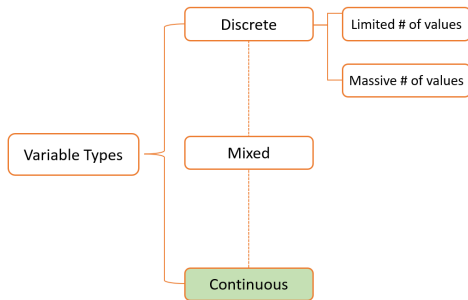 Discrete
Limited # of values
Massive # of values
Variable Types
Mixed
Continuous